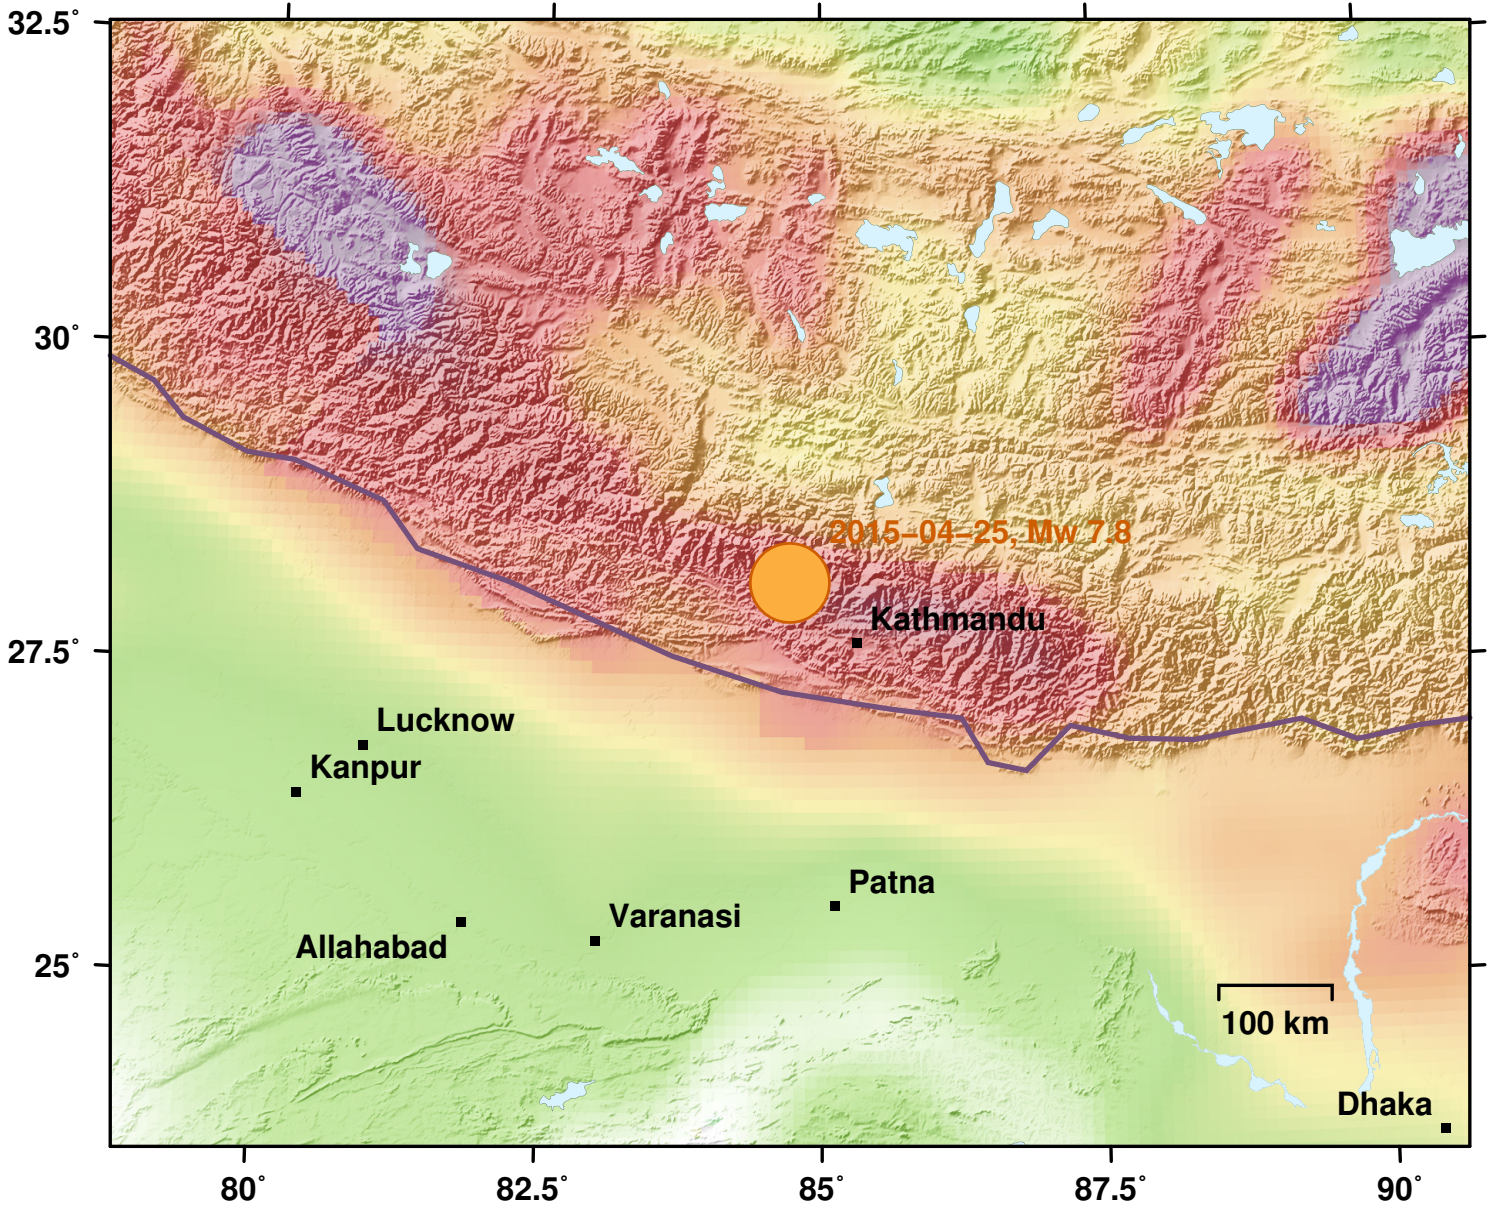 32.5°
30°
27.5°
25°
2015−04−25, Mw 7.8
Kathmandu
Lucknow
Kanpur
Patna
Varanasi
Allahabad
100 km
Dhaka
80°
82.5°
85°
87.5°
90°